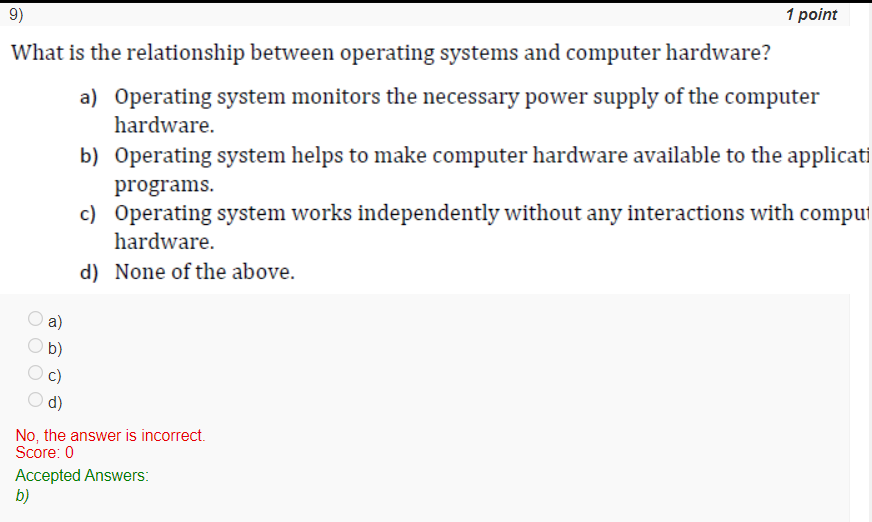 9)
1 point
What is the relationship between operating systems and computer hardware?
a) Operating system monitors the necessary power supply of the computer
hardware.
b) Operating system helps to make computer hardware available to the applicati
programs.
c) Operating system works independently without any interactions with comput
hardware.
d) None of the above.
a)
b)
c)
d)
No, the answer is incorrect.
Score: 0
Accepted Answers:
b)